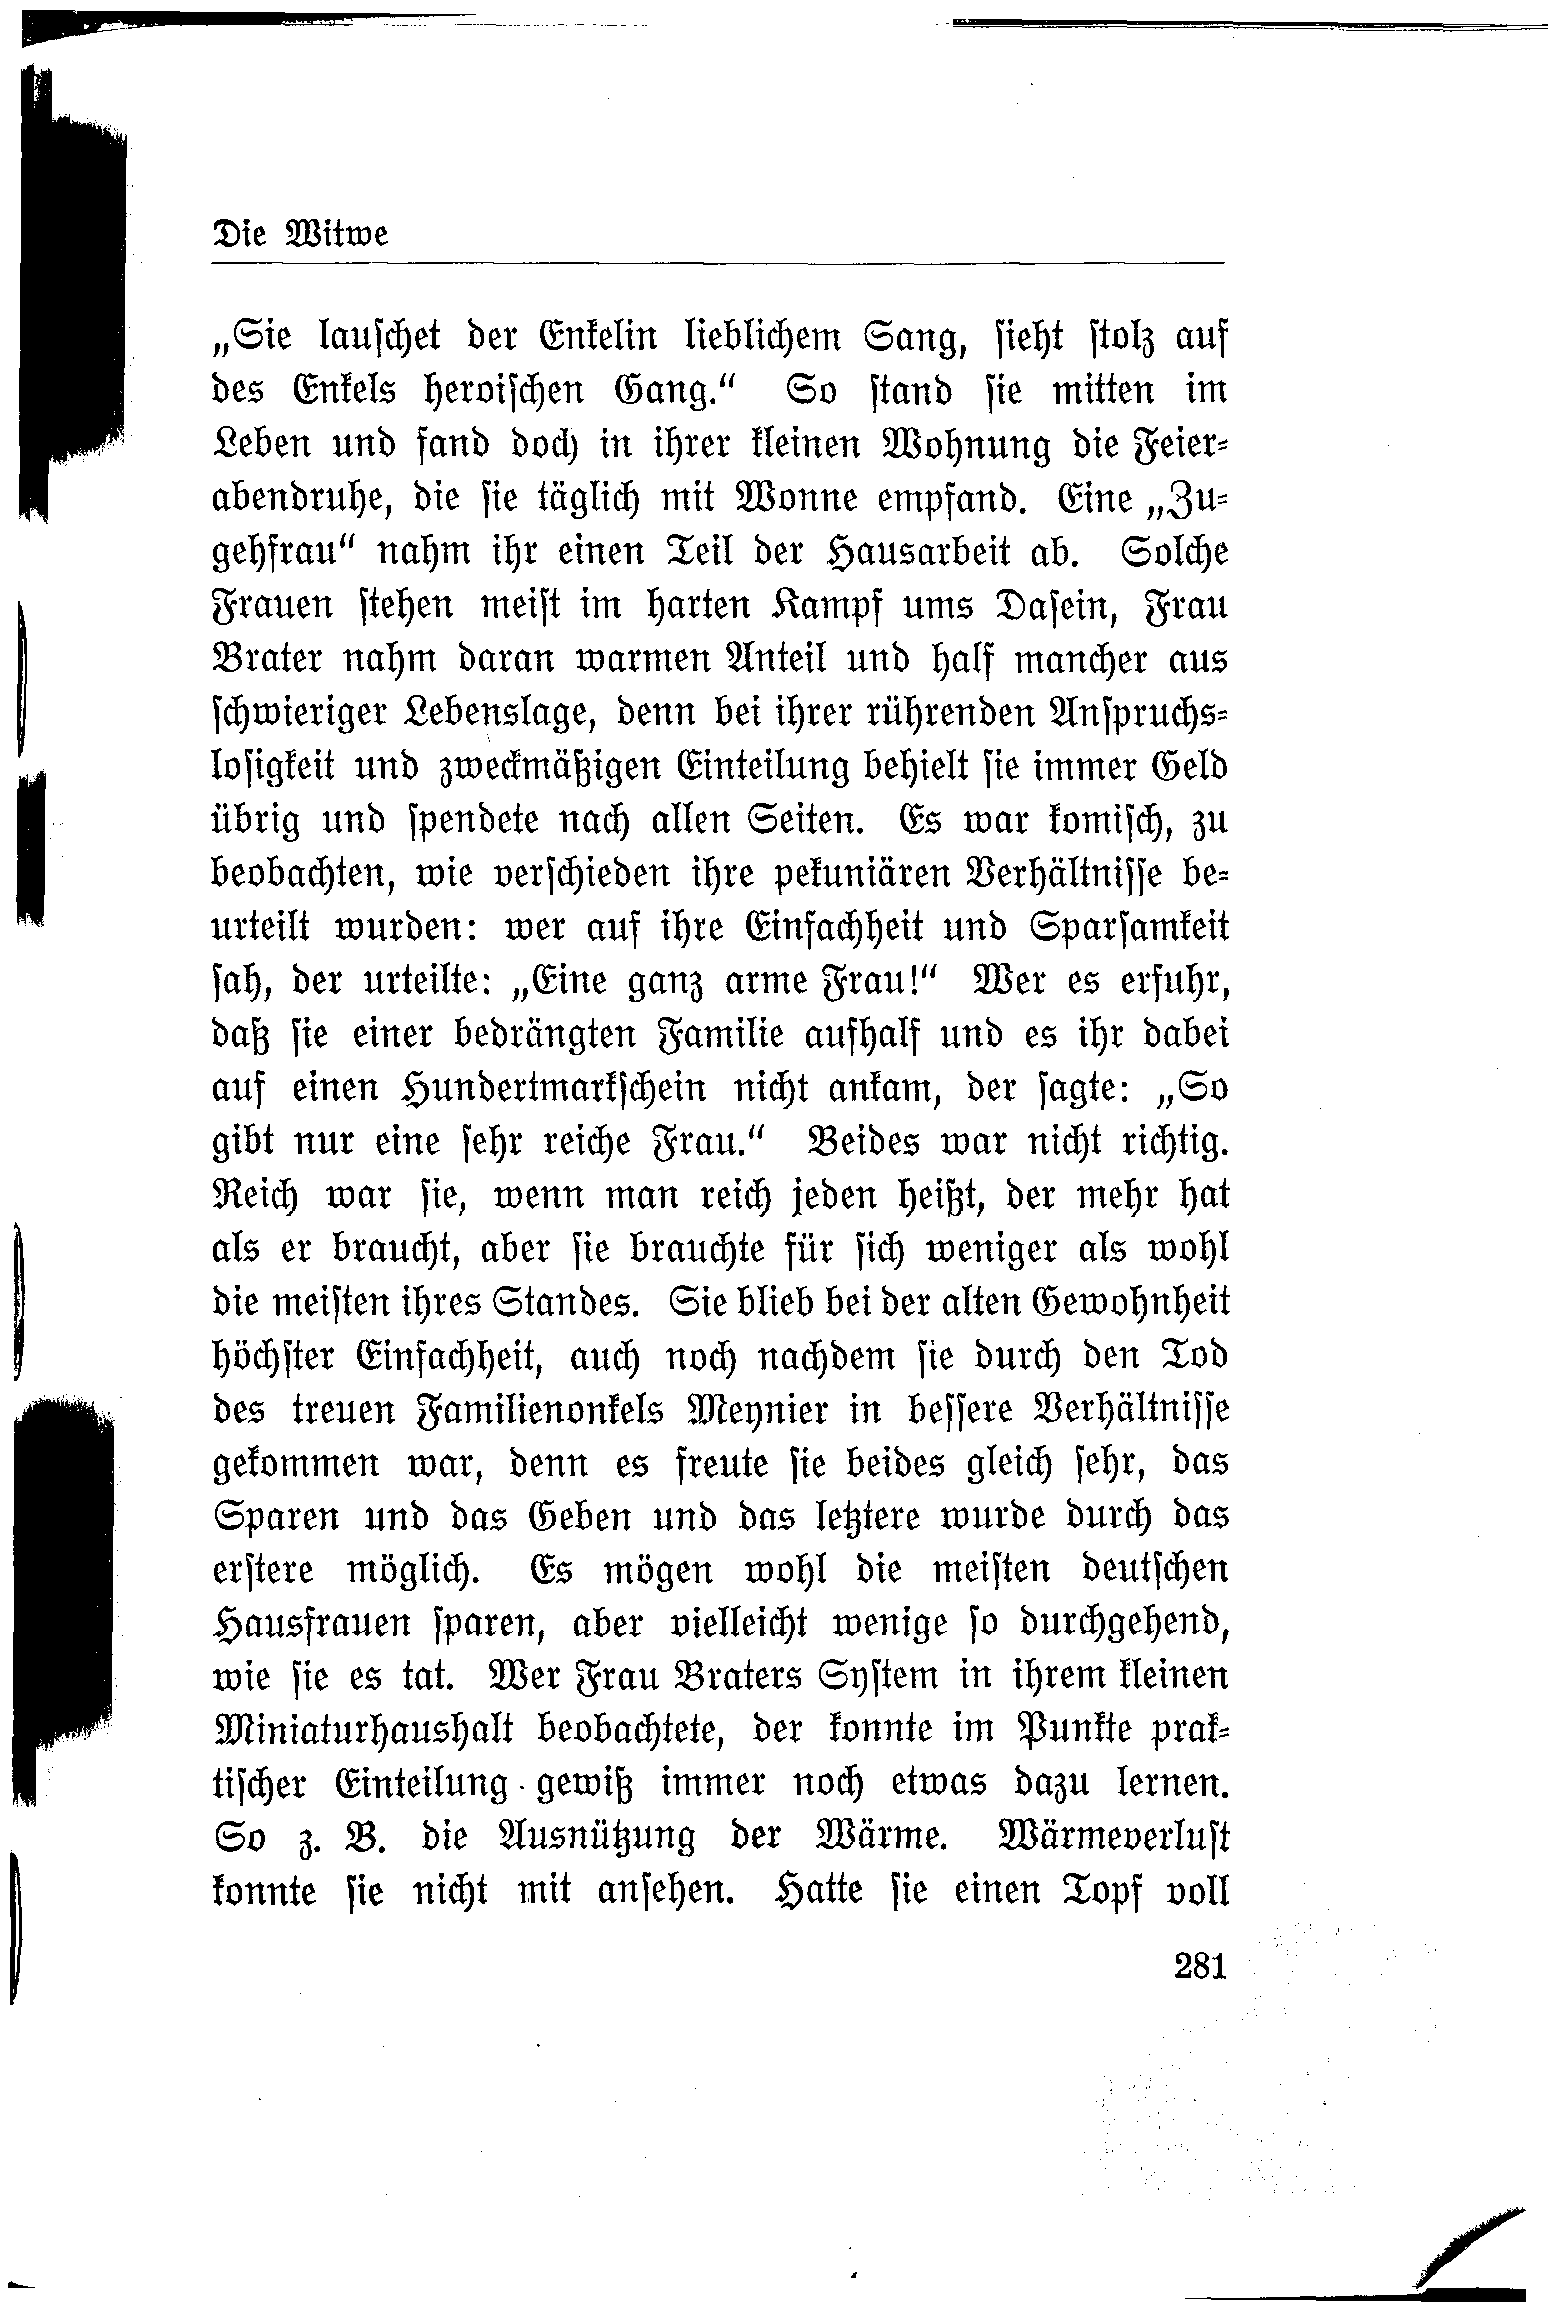 Die Witwe
„Sie lauschet der Enkelin lieblichem Sang, sieht stolz auf
des Enkels heroischen Gang.“ So stand sie mitten im
Leben und fand doch in ihrer kleinen Wohnung die Feier-
abendruhe, die sie täglich mit Wonne empfand. Eine „Zu-
gehfrau“ nahm ihr einen Teil der Hausarbeit ab. Solche
Frauen stehen meist im harten Kampf ums Dasein, Frau
Brater nahm daran warmen Anteil und half mancher aus
schwieriger Lebenslage, denn bei ihrer rührenden Anspruchs-
losigkeit und zweckmäßigen Einteilung behielt sie immer Geld
übrig und spendete nach allen Seiten. Es war komisch, zu
beobachten, wie verschieden ihre pekuniären Verhältnisse be-
urteilt wurden: wer auf ihre Einfachheit und Sparsamkeit
sah, der urteilte: „Eine ganz arme Frau!“ Wer es erfuhr,
daß sie einer bedrängten Familie aufhalf und es ihr dabei
auf einen Hundertmarkschein nicht ankam, der sagte: „So
gibt nur eine sehr reiche Frau.“ Beides war nicht richtig.
Reich war sie, wenn man reich jeden heißt, der mehr hat
als er braucht, aber sie brauchte für sich weniger als wohl
die meisten ihres Standes. Sie blieb bei der alten Gewohnheit
höchster Einfachheit, auch noch nachdem sie durch den Tod
des treuen Familienonkels Meynier in bessere Verhältnisse
gekommen war, denn es freute sie beides gleich sehr, das
Sparen und das Geben und das letztere wurde durch das
erstere möglich. Es mögen wohl die meisten deutschen
Hausfrauen sparen, aber vielleicht wenige so durchgehend,
wie sie es tat. Wer Frau Braters System in ihrem kleinen
Miniaturhaushalt beobachtete, der konnte im Punkte prak-
tischer Einteilung gewiß immer noch etwas dazu lernen.
So z. B. die Ausnützung der Wärme. Wärmeverlust
konnte sie nicht mit ansehen. Hatte sie einen Topf voll
281